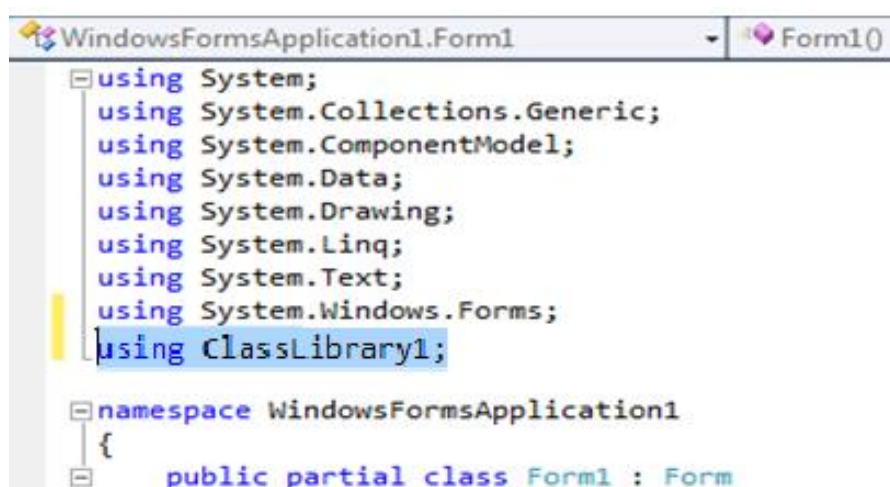 WindowsFormsApplication1.Form1 Form1()
using System;
using System.Collections.Generic;
using System.ComponentModel;
using System.Data;
using System.Drawing;
using System.Linq;
using System.Text;
using System.Windows.Forms;
using ClassLibrary1;
namespace WindowsFormsApplication1
{
public partial class Form1 : Form